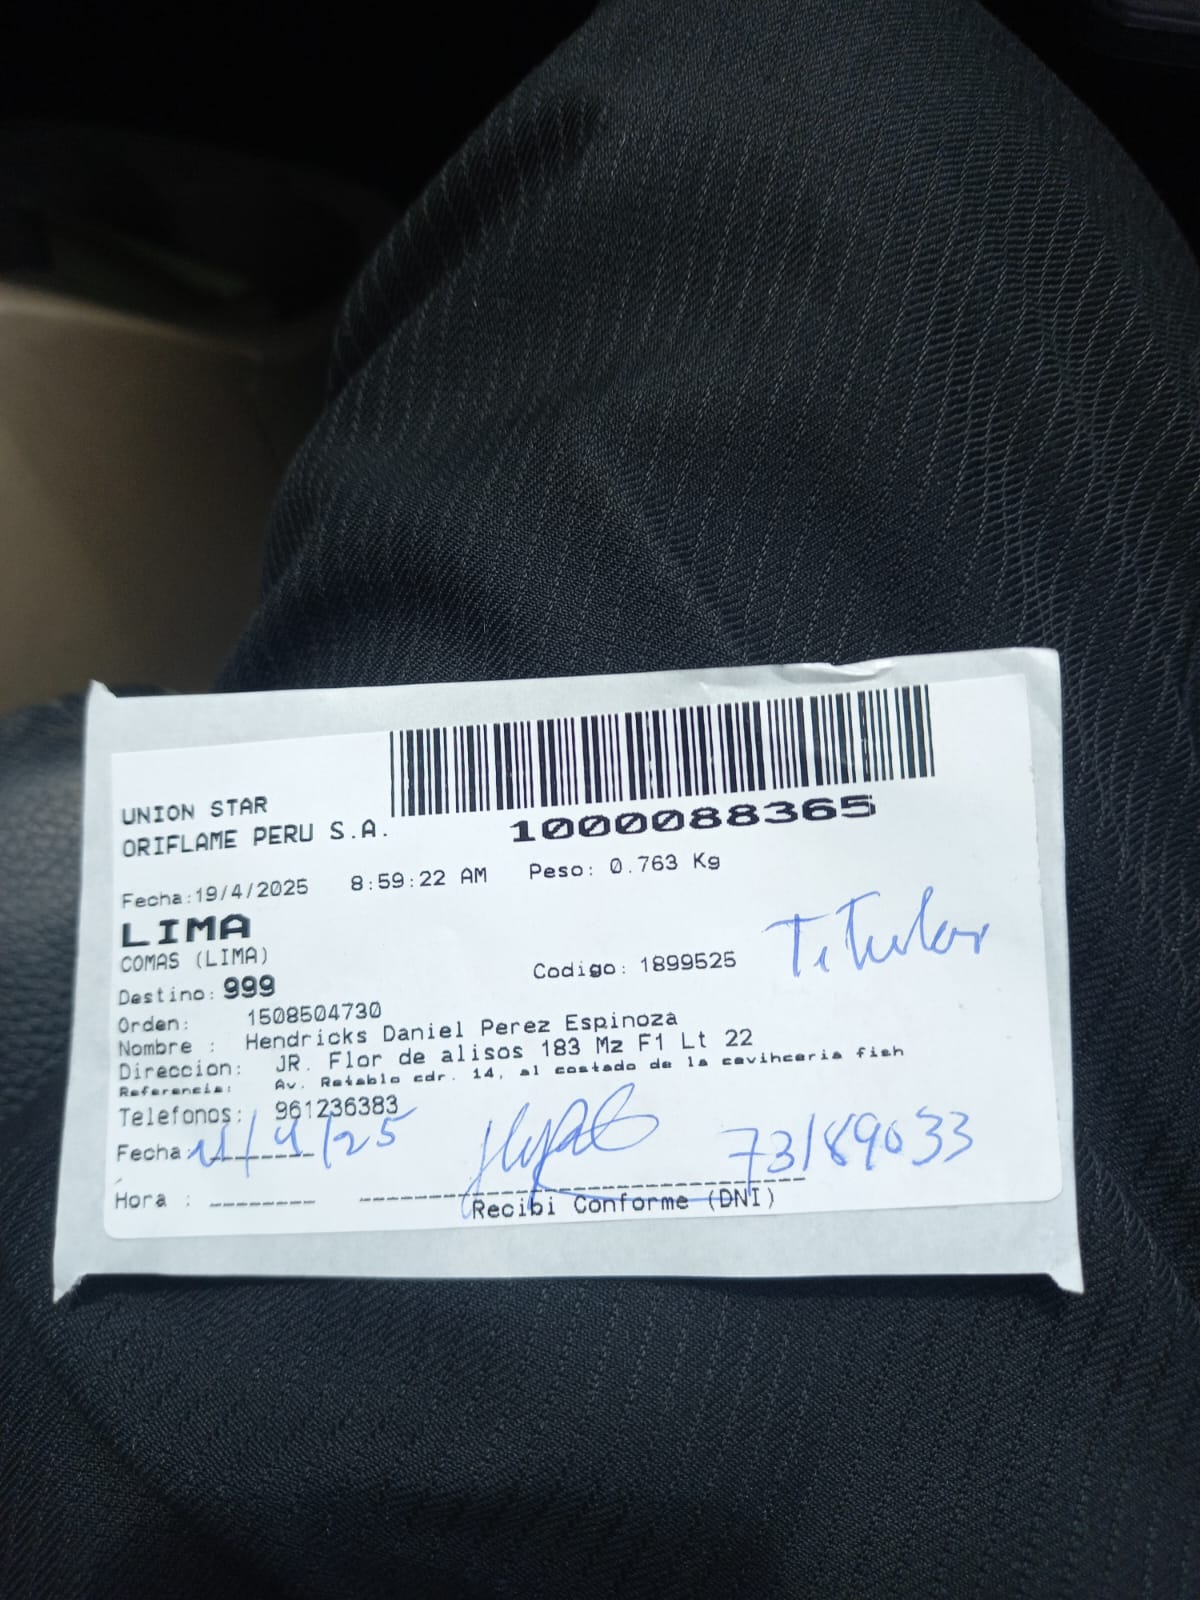 UNION STAR
ORIFLAME PERU S.A.
1000088365
Fecha:19/4/2025 8:59:22 AM Peso: 0.763 Kg
LIMA
COMAS (LIMA)
Codigo: 1899525 Titular
Destino: 999
Orden: 1508504730
Nombre : Hendricks Daniel Perez Espinoza
Direccion: JR. Flor de alisos 183 Mz F1 Lt 22
Referencia: Av. Retablo cdr. 14, al costado de la cevihceria fish
Telefonos: 961236383
Fecha: /4/25 73189033
Hora :
Recibi Conforme (DNI)